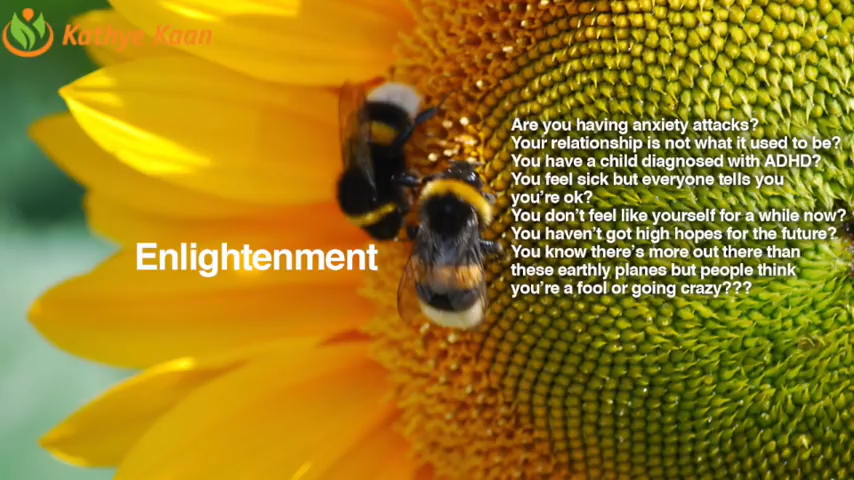 Kathye Kaan
Are you having anxiety attacks?
Your relationship is not what it used to be?
You have a child diagnosed with ADHD?
You feel sick but everyone tells you
you're ok?
You don't feel like yourself for a while now?
You haven't got high hopes for the future?
You know there's more out there than
these earthly planes but people think
you're a fool or going crazy???
Enlightenment